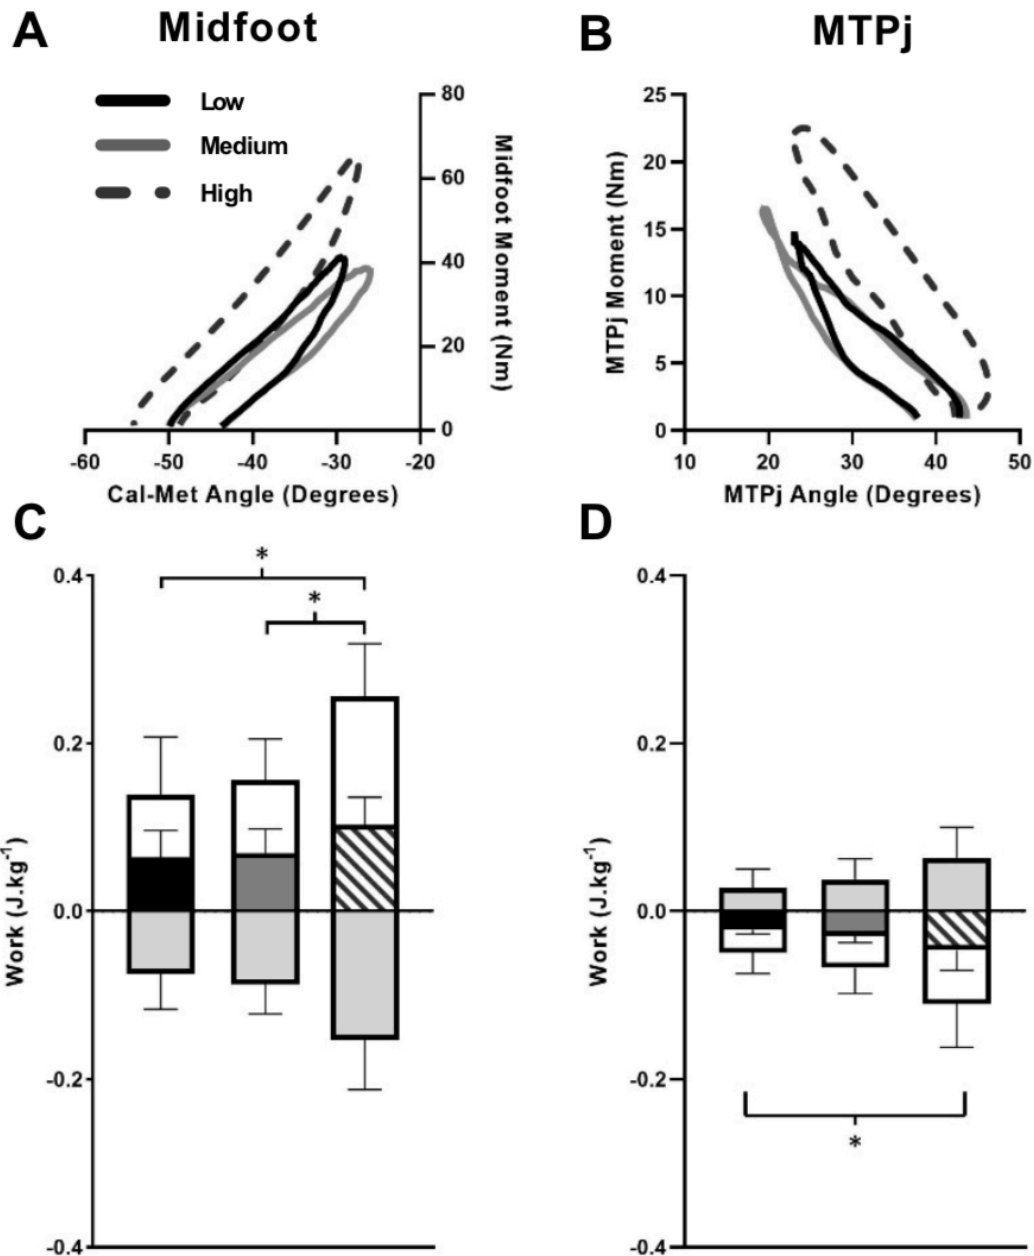 A Midfoot
Low
Medium
High
80
60
40
20
0
Midfoot Moment (Nm)
-60 -50 -40 -30 -20
Cal-Met Angle (Degrees)
B MTPj
25
20
15
10
5
0
MTPj Moment (Nm)
10 20 30 40 50
MTPj Angle (Degrees)
C
*
*
0.4
0.2
0.0
-0.2
-0.4
Work (J.kg-1)
D
0.4
0.2
0.0
-0.2
-0.4
Work (J.kg-1)
*